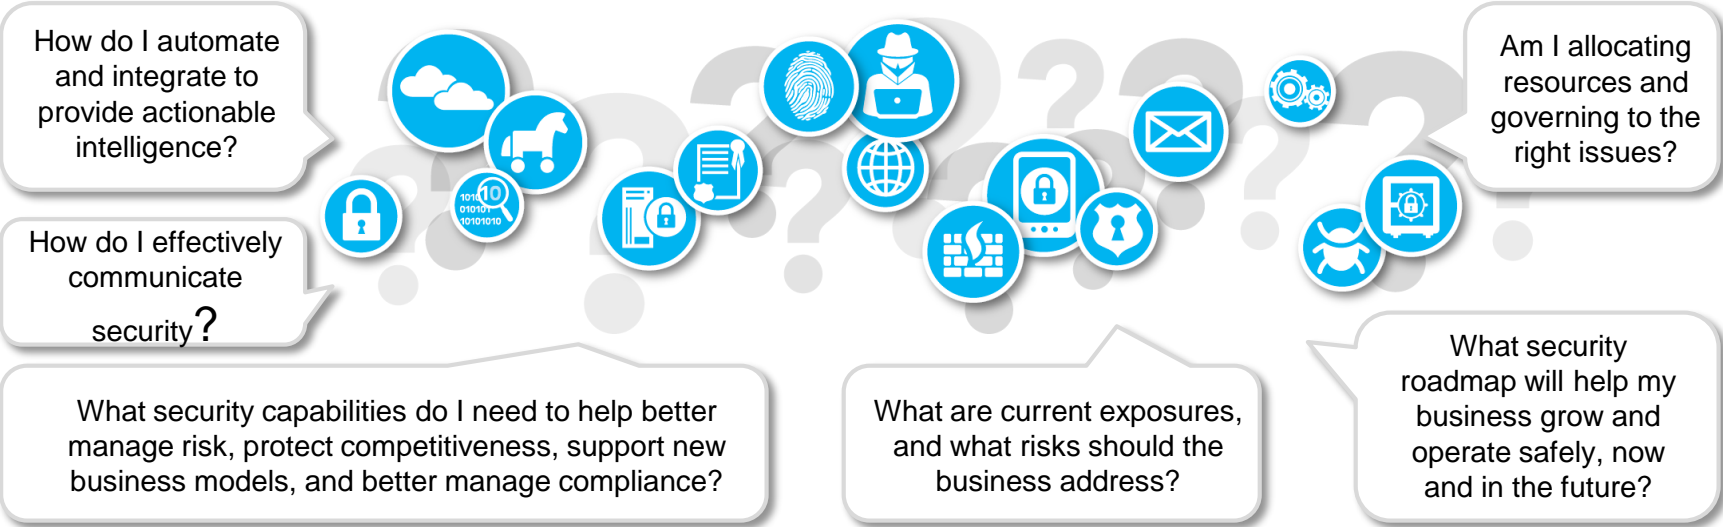 How do I automate
and integrate to
provide actionable
intelligence?
How do I effectively
communicate
security?
What security capabilities do I need to help better
manage risk, protect competitiveness, support new
business models, and better manage compliance?
What are current exposures,
and what risks should the
business address?
Am I allocating
resources and
governing to the
right issues?
What security
roadmap will help my
business grow and
operate safely, now
and in the future?
10
010101
10101010